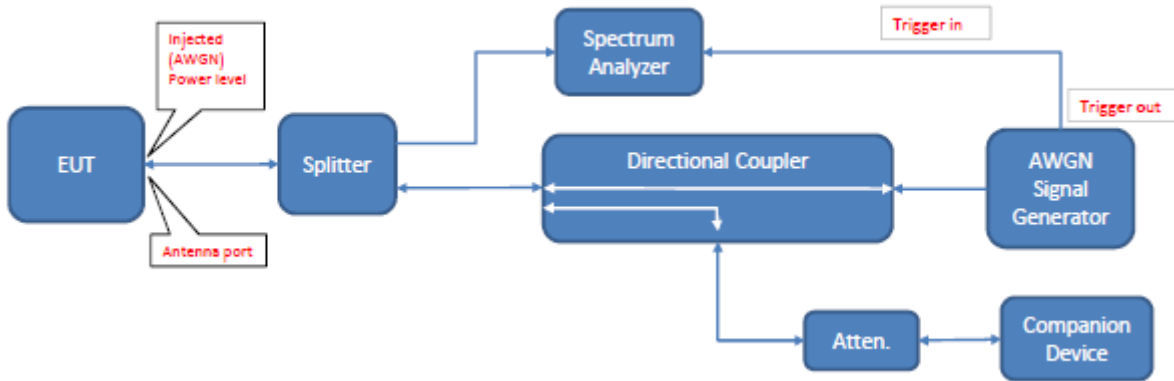 Injected
(AWGN)
Power level
Spectrum
Analyzer
Trigger in
Trigger out
EUT
Splitter
Directional Coupler
AWGN
Signal
Generator
Antenna port
Atten.
Companion
Device